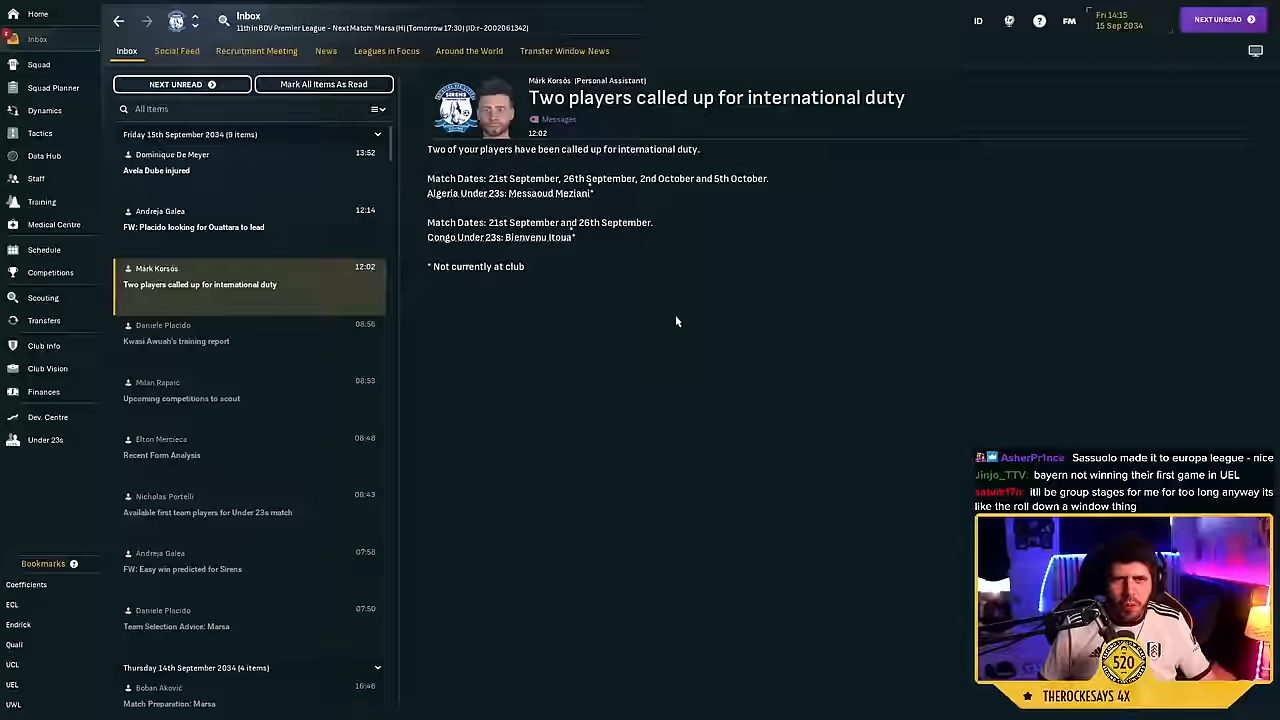 Home
Inbox
Squad
Squad Planner
Dynamics
Tactics
Data Hub
Staff
Training
Medical Centre
Schedule
Competitions
Scouting
Transfers
Club Info
Club Vision
Finances
Dev. Centre
Under 23s
Bookmarks ?
Coefficients
ECL
Endrick
Quali
UCL
UEL
UWL
Inbox
11th in BOV Premier League - Next Match: Marsa (H) (Tomorrow 17:30) (ID:r-2002061342)
ID
?
FM
Fri 14:15
15 Sep 2034
NEXT UNREAD
Inbox Social Feed Recruitment Meeting News Leagues in Focus Around the World Transfer Window News
NEXT UNREAD
Mark All Items As Read
All Items
Friday 15th September 2034 (9 items)
Dominique De Meyer 13:52
Avela Dube injured
Andreja Galea 12:14
FW: Placido looking for Ouattara to lead
Márk Korsós 12:02
Two players called up for international duty
Daniele Placido 08:56
Kwasi Awuah's training report
Milan Rapaic 08:53
Upcoming competitions to scout
Elton Mercieca 08:48
Recent Form Analysis
Nicholas Portelli 08:43
Available first team players for Under 23s match
Andreja Galea 07:58
FW: Easy win predicted for Sirens
Daniele Placido 07:50
Team Selection Advice: Marsa
Thursday 14th September 2034 (4 items)
Boban Aković 16:46
Match Preparation: Marsa
SIRENS
Márk Korsós (Personal Assistant)
Two players called up for international duty
Messages
12:02
Two of your players have been called up for international duty.
Match Dates: 21st September, 26th September, 2nd October and 5th October.
Algeria Under 23s: Messaoud Meziani*
Match Dates: 21st September and 26th September.
Congo Under 23s: Bienvenu Itoua*
* Not currently at club
AsherPr1nce Sassuolo made it to europa league - nice
Jinjo_TTV: bayern not winning their first game in UEL
itll be group stages for me for too long anyway its
like the roll down a window thing
520
THEROCKESAYS 4X